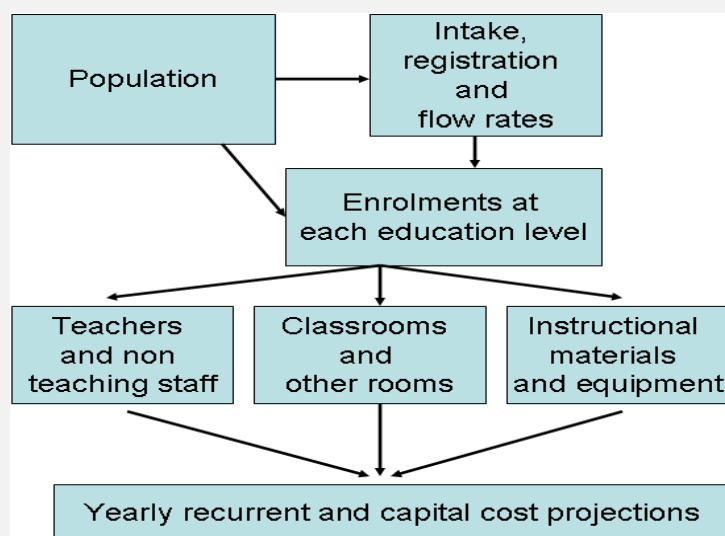 Population
Intake,
registration
and
flow rates
Enrolments at
each education level
Teachers
and non
teaching staff
Classrooms
and
other rooms
Instructional
materials
and equipment
Yearly recurrent and capital cost projections